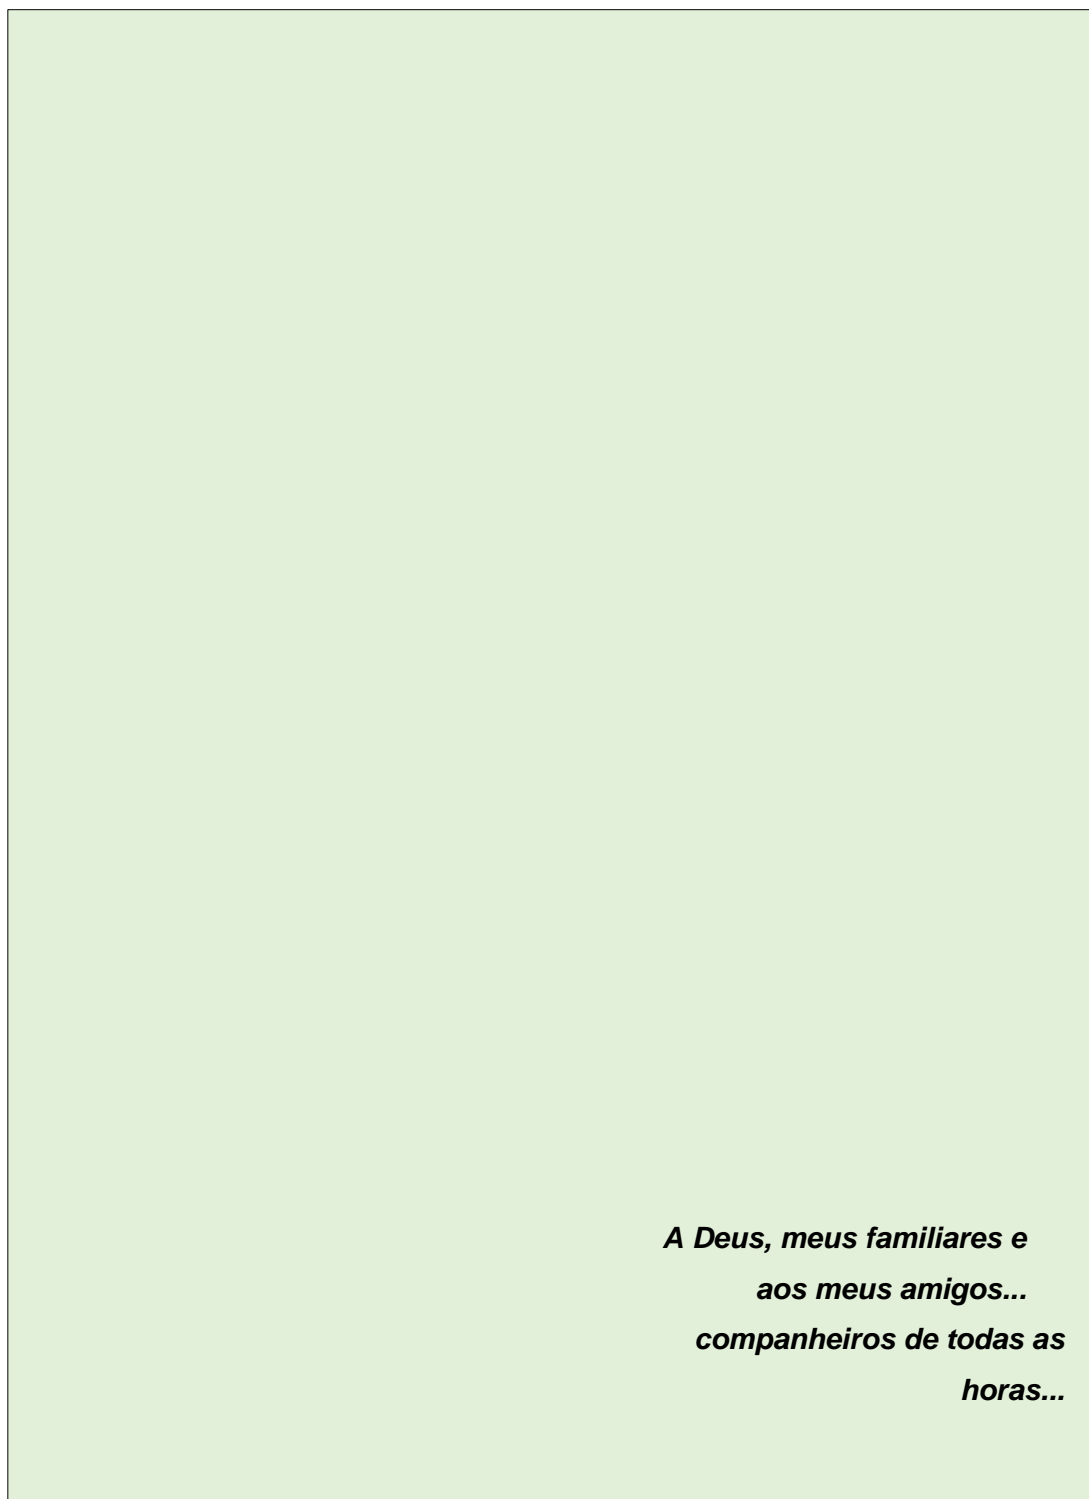 A Deus, meus familiares e
aos meus amigos...
companheiros de todas as
horas...